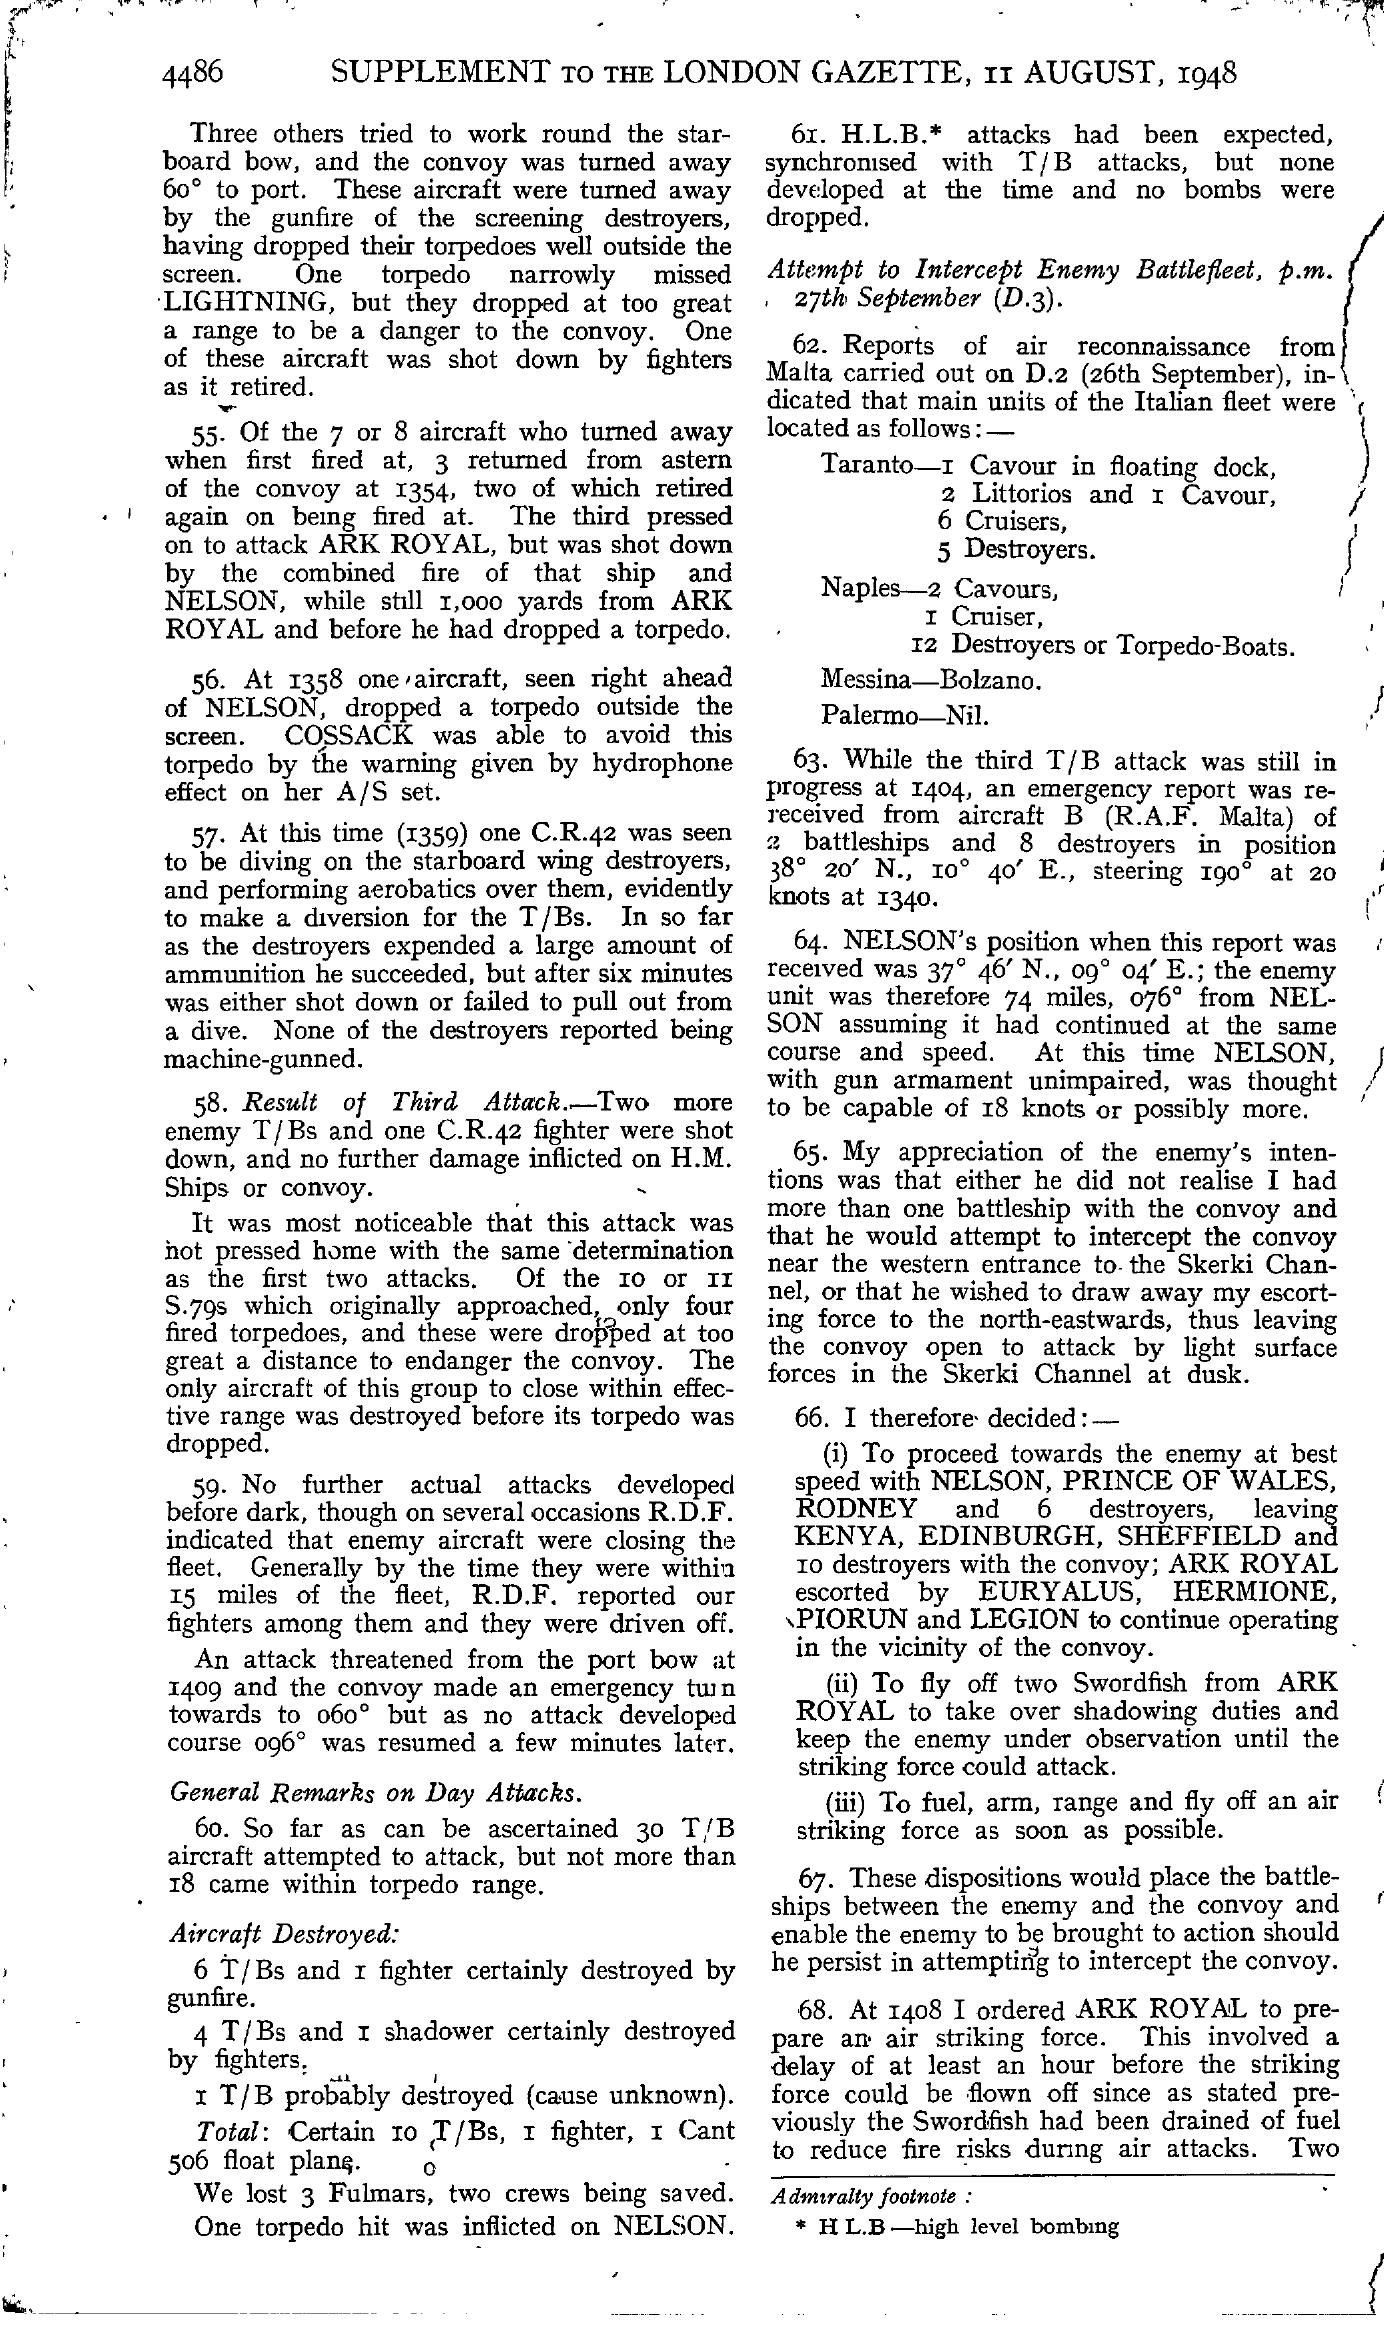 4486 SUPPLEMENT TO THE LONDON GAZETTE, 11 AUGUST, 1948
Three others tried to work round the star-
board bow, and the convoy was turned away
60° to port. These aircraft were turned away
by the gunfire of the screening destroyers,
having dropped their torpedoes well outside the
screen. One torpedo narrowly missed
LIGHTNING, but they dropped at too great
a range to be a danger to the convoy. One
of these aircraft was shot down by fighters
as it retired.
55. Of the 7 or 8 aircraft who turned away
when first fired at, 3 returned from astern
of the convoy at 1354, two of which retired
again on being fired at. The third pressed
on to attack ARK ROYAL, but was shot down
by the combined fire of that ship and
NELSON, while still 1,000 yards from ARK
ROYAL and before he had dropped a torpedo.
56. At 1358 one aircraft, seen right ahead
of NELSON, dropped a torpedo outside the
screen. COSSACK was able to avoid this
torpedo by the warning given by hydrophone
effect on her A/S set.
57. At this time (1359) one C.R.42 was seen
to be diving on the starboard wing destroyers,
and performing aerobatics over them, evidently
to make a diversion for the T/Bs. In so far
as the destroyers expended a large amount of
ammunition he succeeded, but after six minutes
was either shot down or failed to pull out from
a dive. None of the destroyers reported being
machine-gunned.
58. Result of Third Attack.—Two more
enemy T/Bs and one C.R.42 fighter were shot
down, and no further damage inflicted on H.M.
Ships or convoy.
It was most noticeable that this attack was
not pressed home with the same determination
as the first two attacks. Of the 10 or 11
S.79s which originally approached, only four
fired torpedoes, and these were dropped at too
great a distance to endanger the convoy. The
only aircraft of this group to close within effec-
tive range was destroyed before its torpedo was
dropped.
59. No further actual attacks developed
before dark, though on several occasions R.D.F.
indicated that enemy aircraft were closing the
fleet. Generally by the time they were within
15 miles of the fleet, R.D.F. reported our
fighters among them and they were driven off.
An attack threatened from the port bow at
1409 and the convoy made an emergency turn
towards to 060° but as no attack developed
course 096° was resumed a few minutes later.
General Remarks on Day Attacks.
60. So far as can be ascertained 30 T/B
aircraft attempted to attack, but not more than
18 came within torpedo range.
Aircraft Destroyed:
6 T/Bs and 1 fighter certainly destroyed by
gunfire.
4 T/Bs and 1 shadower certainly destroyed
by fighters.
1 T/B probably destroyed (cause unknown).
Total: Certain 10 T/Bs, 1 fighter, 1 Cant
506 float plane.
We lost 3 Fulmars, two crews being saved.
One torpedo hit was inflicted on NELSON.
61. H.L.B.* attacks had been expected,
synchronised with T/B attacks, but none
developed at the time and no bombs were
dropped.
Attempt to Intercept Enemy Battlefleet, p.m.
27th September (D.3).
62. Reports of air reconnaissance from
Malta carried out on D.2 (26th September), in-
dicated that main units of the Italian fleet were
located as follows:—
Taranto—1 Cavour in floating dock,
2 Littorios and 1 Cavour,
6 Cruisers,
5 Destroyers.
Naples—2 Cavours,
1 Cruiser,
12 Destroyers or Torpedo-Boats.
Messina—Bolzano.
Palermo—Nil.
63. While the third T/B attack was still in
progress at 1404, an emergency report was re-
received from aircraft B (R.A.F. Malta) of
2 battleships and 8 destroyers in position
38° 20′ N., 10° 40′ E., steering 190° at 20
knots at 1340.
64. NELSON's position when this report was
received was 37° 46′ N., 09° 04′ E.; the enemy
unit was therefore 74 miles, 076° from NEL-
SON assuming it had continued at the same
course and speed. At this time NELSON,
with gun armament unimpaired, was thought
to be capable of 18 knots or possibly more.
65. My appreciation of the enemy's inten-
tions was that either he did not realise I had
more than one battleship with the convoy and
that he would attempt to intercept the convoy
near the western entrance to the Skerki Chan-
nel, or that he wished to draw away my escort-
ing force to the north-eastwards, thus leaving
the convoy open to attack by light surface
forces in the Skerki Channel at dusk.
66. I therefore decided:—
(i) To proceed towards the enemy at best
speed with NELSON, PRINCE OF WALES,
RODNEY and 6 destroyers, leaving
KENYA, EDINBURGH, SHEFFIELD and
10 destroyers with the convoy; ARK ROYAL
escorted by EURYALUS, HERMIONE,
PIORUN and LEGION to continue operating
in the vicinity of the convoy.
(ii) To fly off two Swordfish from ARK
ROYAL to take over shadowing duties and
keep the enemy under observation until the
striking force could attack.
(iii) To fuel, arm, range and fly off an air
striking force as soon as possible.
67. These dispositions would place the battle-
ships between the enemy and the convoy and
enable the enemy to be brought to action should
he persist in attempting to intercept the convoy.
68. At 1408 I ordered ARK ROYAL to pre-
pare an air striking force. This involved a
delay of at least an hour before the striking
force could be flown off since as stated pre-
viously the Swordfish had been drained of fuel
to reduce fire risks during air attacks. Two
Admiralty footnote :
* H L.B —high level bombing